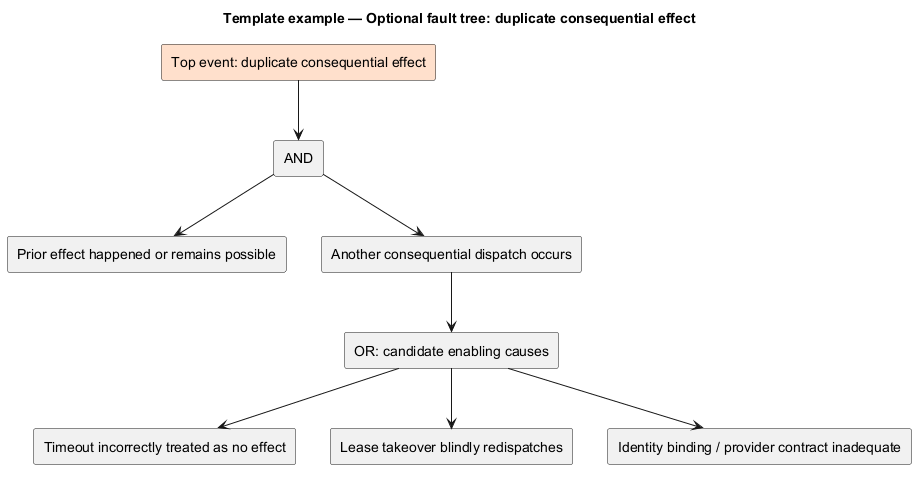 Template example — Optional fault tree: duplicate consequential effect
Top event: duplicate consequential effect
AND
Prior effect happened or remains possible
Another consequential dispatch occurs
OR: candidate enabling causes
Timeout incorrectly treated as no effect
Lease takeover blindly redispatches
Identity binding / provider contract inadequate